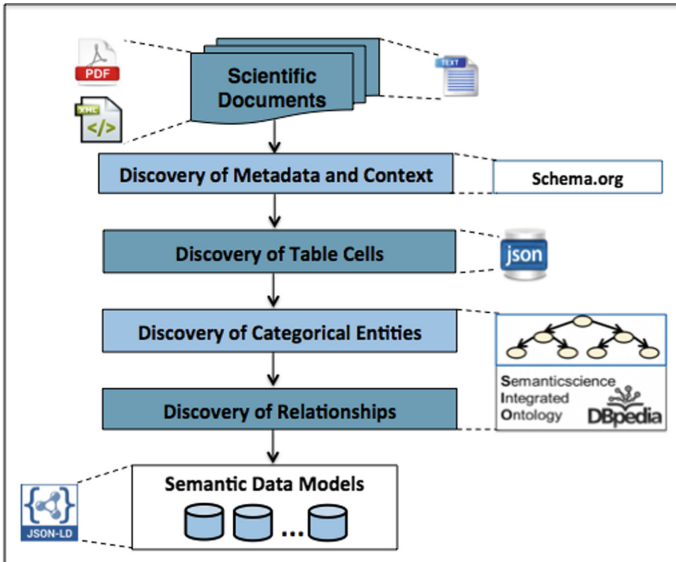 PDF
XML
</>
Scientific
Documents
TEXT
Discovery of Metadata and Context
Schema.org
Discovery of Table Cells
json
Discovery of Categorical Entities
Semanticscience
Integrated
Ontology
DBpedia
Discovery of Relationships
Semantic Data Models
...
{ }
JSON-LD